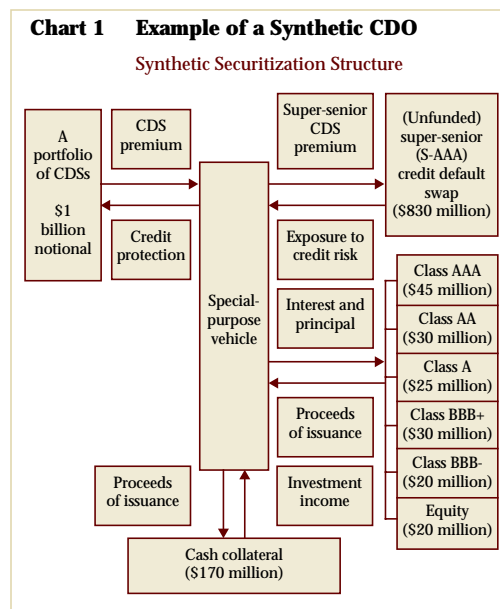 Chart 1 Example of a Synthetic CDO
Synthetic Securitization Structure
A
portfolio
of CDSs
$1
billion
notional
CDS
premium
Credit
protection
Special-
purpose
vehicle
Super-senior
CDS
premium
Exposure to
credit risk
(Unfunded)
super-senior
(S-AAA)
credit default
swap
($830 million)
Interest and
principal
Proceeds
of issuance
Class AAA
($45 million)
Class AA
($30 million)
Class A
($25 million)
Class BBB+
($30 million)
Class BBB-
($20 million)
Equity
($20 million)
Proceeds
of issuance
Investment
income
Cash collateral
($170 million)